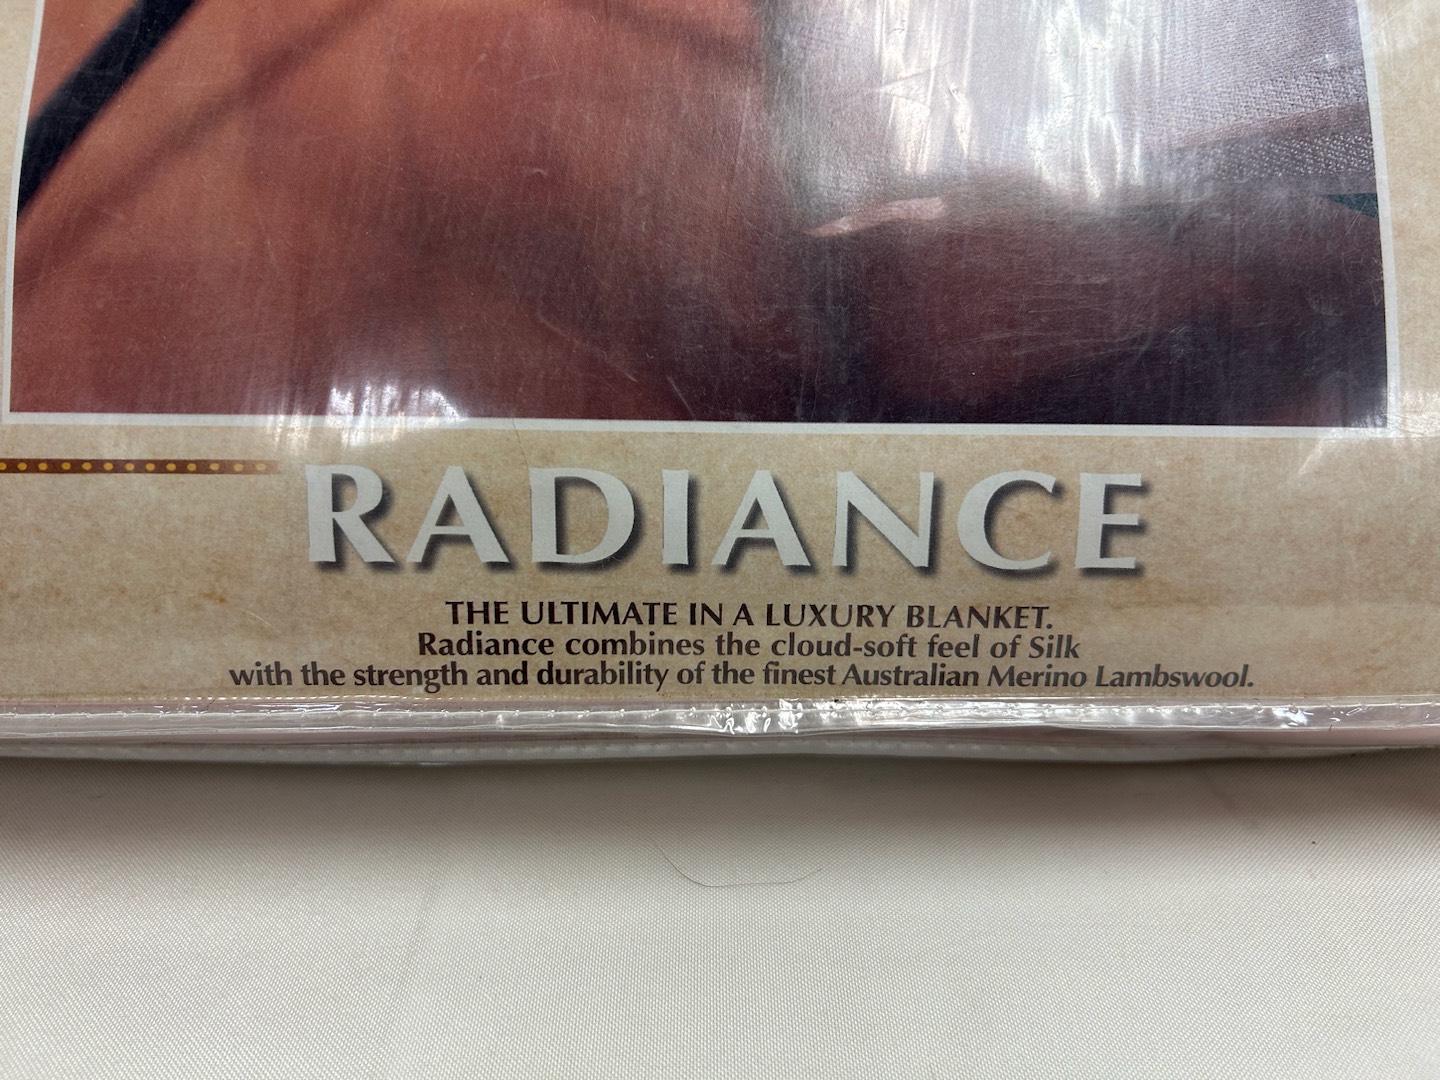 RADIANCE
THE ULTIMATE IN A LUXURY BLANKET.
Radiance combines the cloud-soft feel of Silk
with the strength and durability of the finest Australian Merino Lambswool.